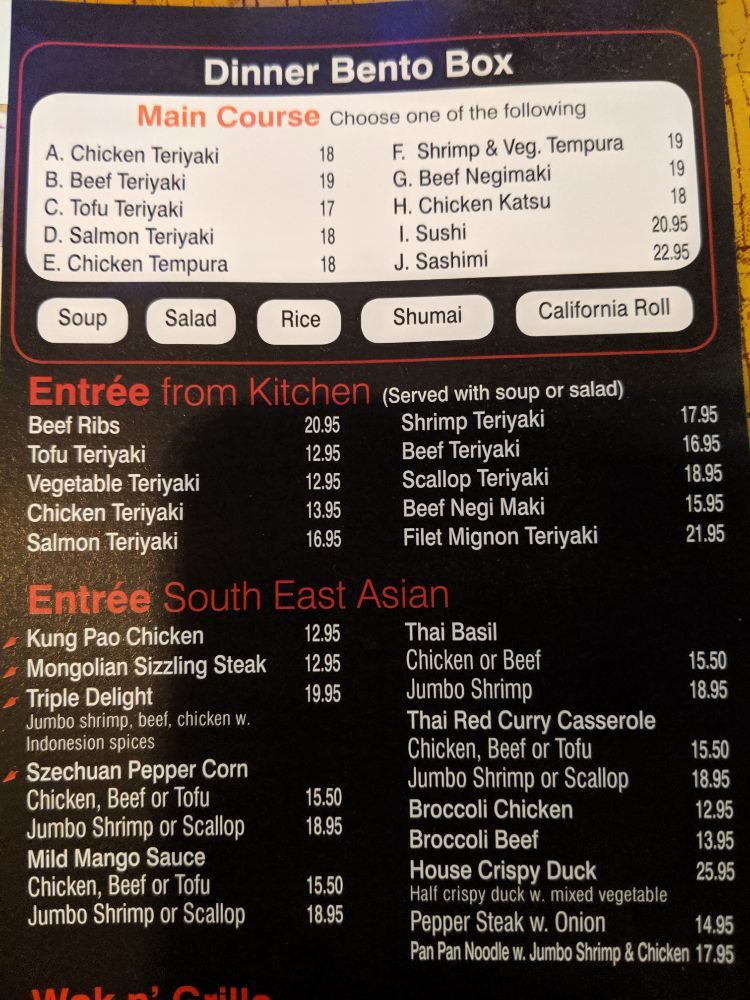 Dinner Bento Box
Main Course Choose one of the following
A. Chicken Teriyaki 18
B. Beef Teriyaki 19
C. Tofu Teriyaki 17
D. Salmon Teriyaki 18
E. Chicken Tempura 18
F. Shrimp & Veg. Tempura 19
G. Beef Negimaki 19
H. Chicken Katsu 18
I. Sushi 20.95
J. Sashimi 22.95
Soup Salad Rice Shumai California Roll
Entrée from Kitchen (Served with soup or salad)
Beef Ribs 20.95
Tofu Teriyaki 12.95
Vegetable Teriyaki 12.95
Chicken Teriyaki 13.95
Salmon Teriyaki 16.95
Shrimp Teriyaki 17.95
Beef Teriyaki 16.95
Scallop Teriyaki 18.95
Beef Negi Maki 15.95
Filet Mignon Teriyaki 21.95
Entrée South East Asian
Kung Pao Chicken 12.95
Mongolian Sizzling Steak 12.95
Triple Delight 19.95
Jumbo shrimp, beef, chicken w.
Indonesion spices
Szechuan Pepper Corn
Chicken, Beef or Tofu 15.50
Jumbo Shrimp or Scallop 18.95
Mild Mango Sauce
Chicken, Beef or Tofu 15.50
Jumbo Shrimp or Scallop 18.95
Thai Basil
Chicken or Beef 15.50
Jumbo Shrimp 18.95
Thai Red Curry Casserole
Chicken, Beef or Tofu 15.50
Jumbo Shrimp or Scallop 18.95
Broccoli Chicken 12.95
Broccoli Beef 13.95
House Crispy Duck 25.95
Half crispy duck w. mixed vegetable
Pepper Steak w. Onion 14.95
Pan Pan Noodle w. Jumbo Shrimp & Chicken 17.95
Wok n' Grille